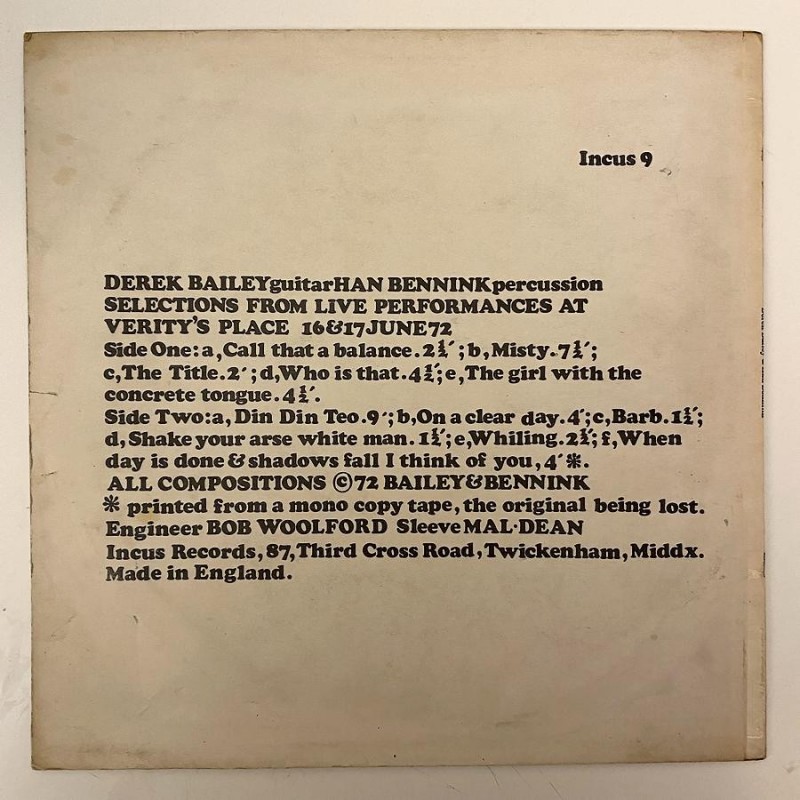 Incus 9
DEREK BAILEYguitarHAN BENNINKpercussion
SELECTIONS FROM LIVE PERFORMANCES AT
VERITY'S PLACE 16&17JUNE72
Side One: a,Call that a balance.2½´;b,Misty.7½´;
c,The Title.2´;d,Who is that.4½´;e,The girl with the
concrete tongue.4½´.
Side Two:a, Din Din Teo.9´;b,On a clear day.4´;c,Barb.1½´;
d,Shake your arse white man.1½´;e,Whiling.2½´;f,When
day is done & shadows fall I think of you,4´*.
ALL COMPOSITIONS ©72 BAILEY&BENNINK
* printed from a mono copy tape, the original being lost.
Engineer BOB WOOLFORD Sleeve MAL·DEAN
Incus Records, 87, Third Cross Road, Twickenham, Middx.
Made in England.